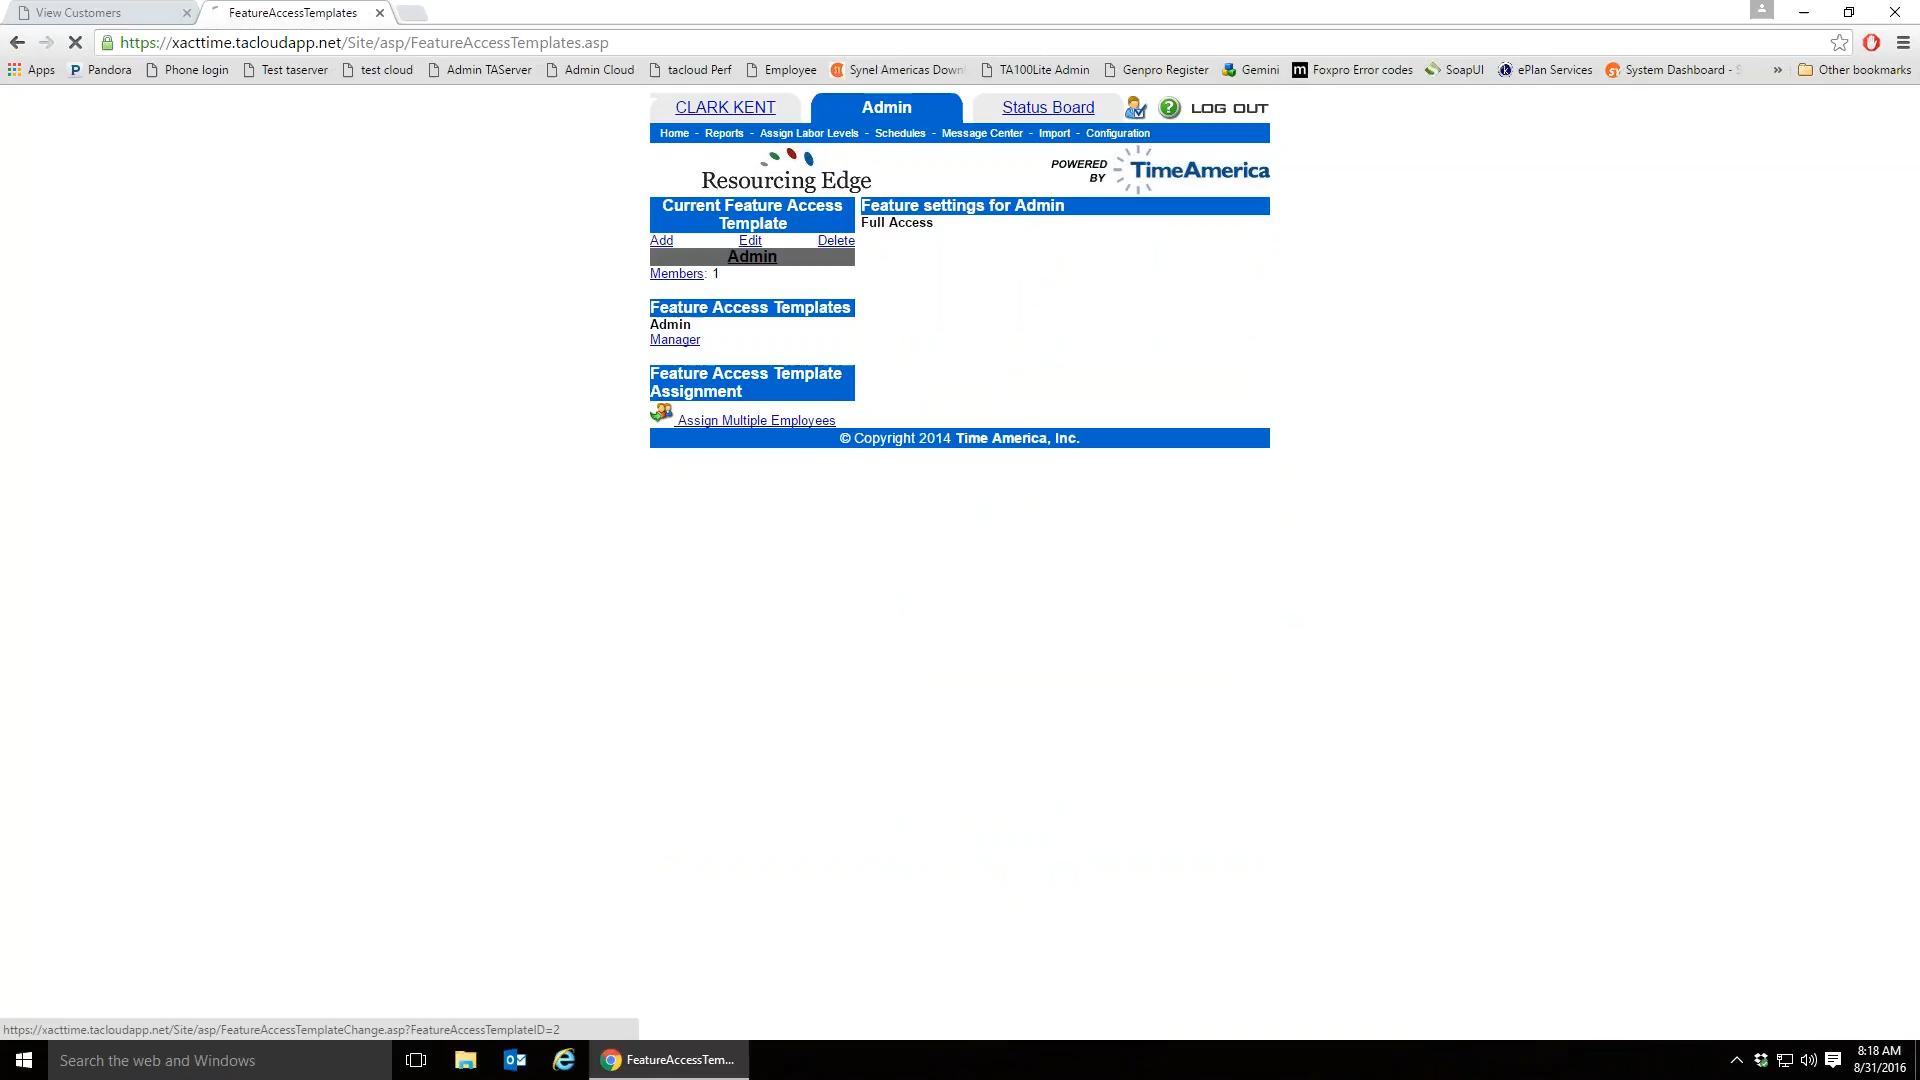 View Customers
FeatureAccessTemplates
https://xacttime.tacloudapp.net/Site/asp/FeatureAccessTemplates.asp
Apps Pandora Phone login Test taserver test cloud Admin TAServer Admin Cloud tacloud Perf Employee Synel Americas Down TA100Lite Admin Genpro Register Gemini Foxpro Error codes SoapUI ePlan Services System Dashboard - » Other bookmarks
CLARK KENT Admin Status Board LOG OUT
Home - Reports - Assign Labor Levels - Schedules - Message Center - Import - Configuration
Resourcing Edge
POWERED BY TimeAmerica
Current Feature Access Template
Add Edit Delete
Admin
Members: 1
Feature Access Templates
Admin
Manager
Feature Access Template Assignment
Assign Multiple Employees
Feature settings for Admin
Full Access
© Copyright 2014 Time America, Inc.
https://xacttime.tacloudapp.net/Site/asp/FeatureAccessTemplateChange.asp?FeatureAccessTemplateID=2
Search the web and Windows
FeatureAccessTem...
8:18 AM
8/31/2016